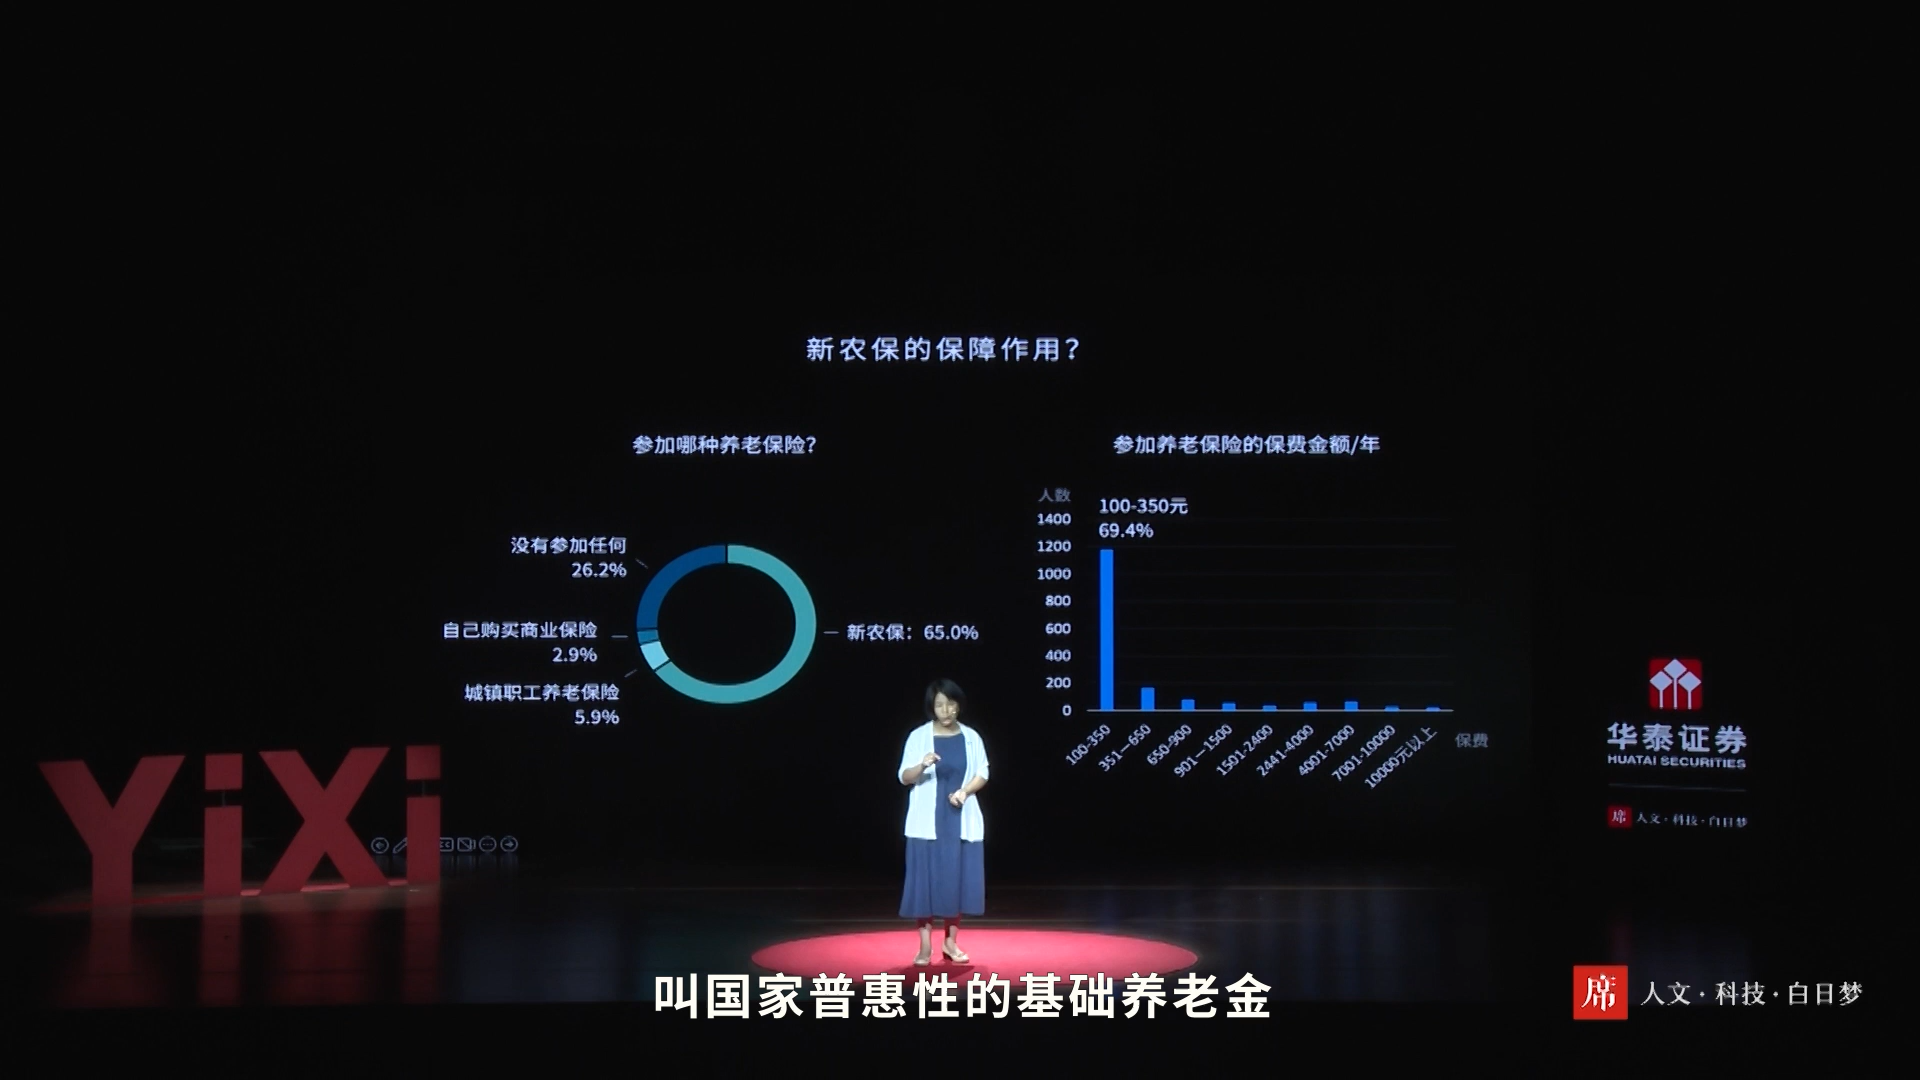 新农保的保障作用？
参加哪种养老保险？
没有参加任何
26.2%
自己购买商业保险
2.9%
城镇职工养老保险
5.9%
新农保：65.0%
参加养老保险的保费金额/年
人数
100-350元
69.4%
1400
1200
1000
800
600
400
200
0
100-350
351—650
650-900
901—1500
1501-2400
2441-4000
4001-7000
7001-10000
10000元以上
保费
YiXi
华泰证券
HUATAI SECURITIES
席 人文·科技·白日梦
叫国家普惠性的基础养老金
席 人文·科技·白日梦